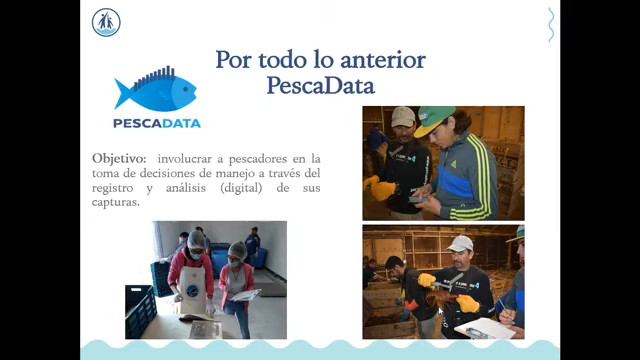 Por todo lo anterior
PescaData
PESCADATA
Objetivo: involucrar a pescadores en la
toma de decisiones de manejo a través del
registro y análisis (digital) de sus
capturas.